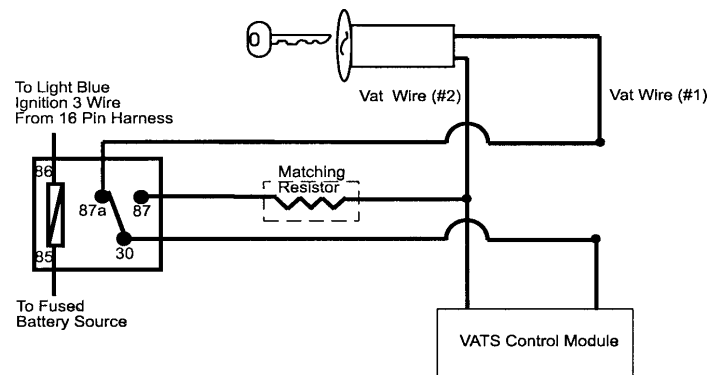 To Light Blue
Ignition 3 Wire
From 16 Pin Harness
Vat Wire (#2)
Vat Wire (#1)
86
87a
87
85
30
Matching
Resistor
To Fused
Battery Source
VATS Control Module